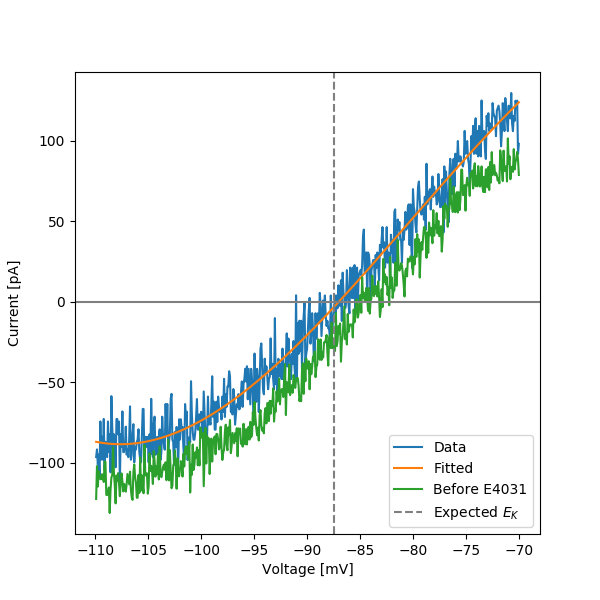 Current [pA]
100
50
0
−50
−100
−110 −105 −100 −95 −90 −85 −80 −75 −70
Voltage [mV]
Data
Fitted
Before E4031
Expected E_K